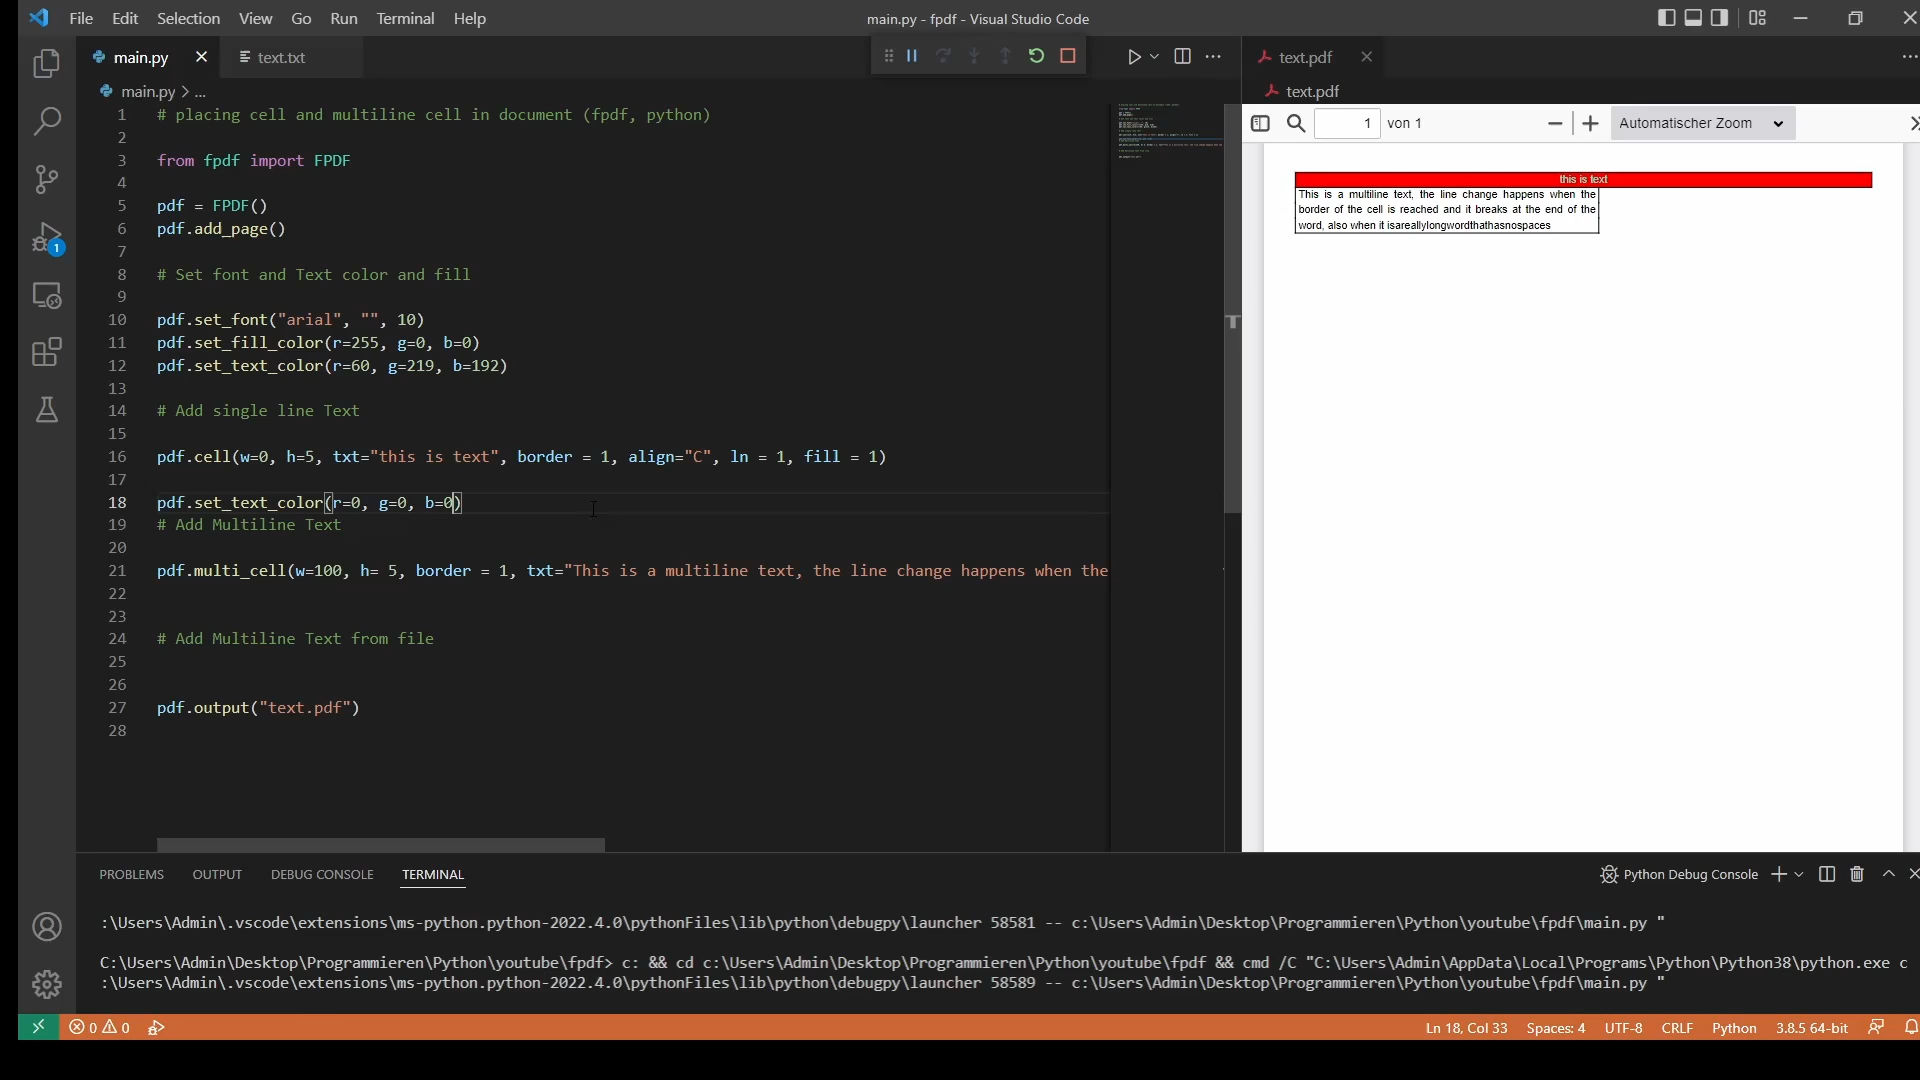 File Edit Selection View Go Run Terminal Help
main.py - fpdf - Visual Studio Code
main.py
text.txt
main.py > ...
1 # placing cell and multiline cell in document (fpdf, python)
2
3 from fpdf import FPDF
4
5 pdf = FPDF()
6 pdf.add_page()
7
8 # Set font and Text color and fill
9
10 pdf.set_font("arial", "", 10)
11 pdf.set_fill_color(r=255, g=0, b=0)
12 pdf.set_text_color(r=60, g=219, b=192)
13
14 # Add single line Text
15
16 pdf.cell(w=0, h=5, txt="this is text", border = 1, align="C", ln = 1, fill = 1)
17
18 pdf.set_text_color(r=0, g=0, b=0)
19 # Add Multiline Text
20
21 pdf.multi_cell(w=100, h= 5, border = 1, txt="This is a multiline text, the line change happens when the
22
23
24 # Add Multiline Text from file
25
26
27 pdf.output("text.pdf")
28
text.pdf
text.pdf
1 von 1
Automatischer Zoom
this is text
This is a multiline text, the line change happens when the
border of the cell is reached and it breaks at the end of the
word, also when it isareallylongwordthathasnospaces
1
PROBLEMS OUTPUT DEBUG CONSOLE TERMINAL
Python Debug Console
:\Users\Admin\.vscode\extensions\ms-python.python-2022.4.0\pythonFiles\lib\python\debugpy\launcher 58581 -- c:\Users\Admin\Desktop\Programmieren\Python\youtube\fpdf\main.py "
C:\Users\Admin\Desktop\Programmieren\Python\youtube\fpdf> c: && cd c:\Users\Admin\Desktop\Programmieren\Python\youtube\fpdf && cmd /C "C:\Users\Admin\AppData\Local\Programs\Python\Python38\python.exe c
:\Users\Admin\.vscode\extensions\ms-python.python-2022.4.0\pythonFiles\lib\python\debugpy\launcher 58589 -- c:\Users\Admin\Desktop\Programmieren\Python\youtube\fpdf\main.py "
0 0
Ln 18, Col 33 Spaces: 4 UTF-8 CRLF Python 3.8.5 64-bit